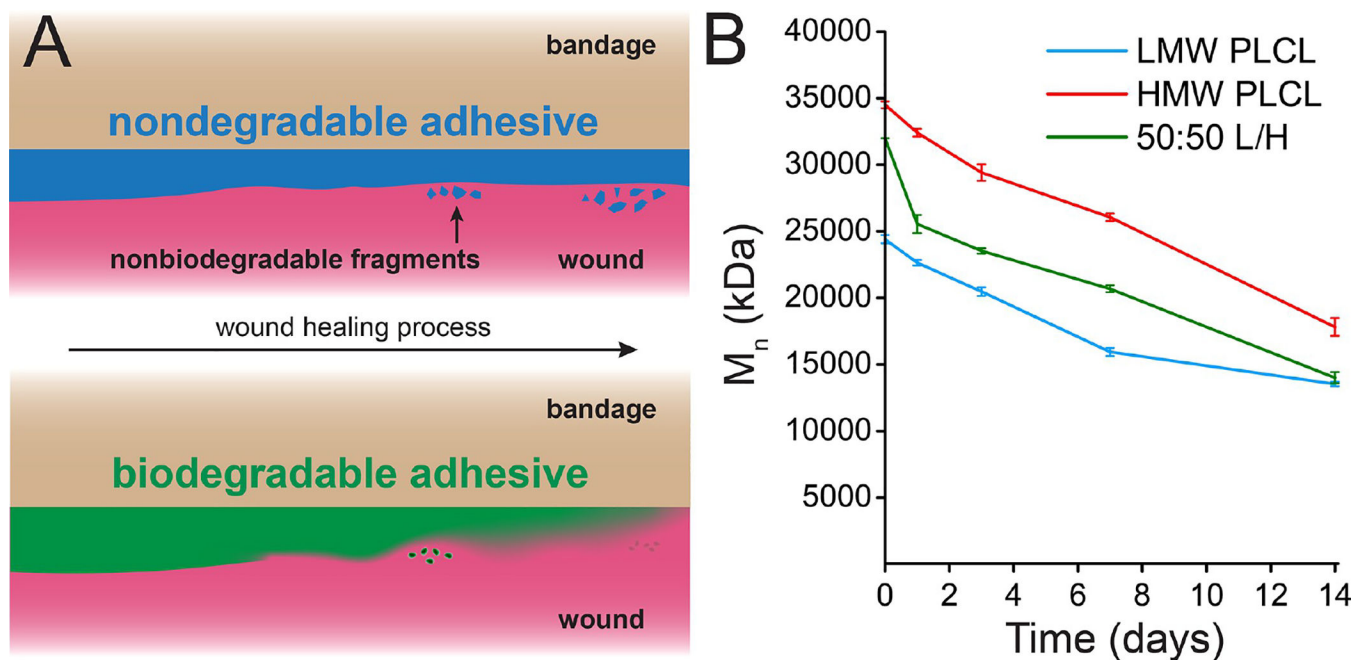 A
bandage
nondegradable adhesive
nonbiodegradable fragments
wound
wound healing process
bandage
biodegradable adhesive
wound
B
40000
35000
30000
25000
20000
15000
10000
5000
Mn (kDa)
LMW PLCL
HMW PLCL
50:50 L/H
0 2 4 6 8 10 12 14
Time (days)